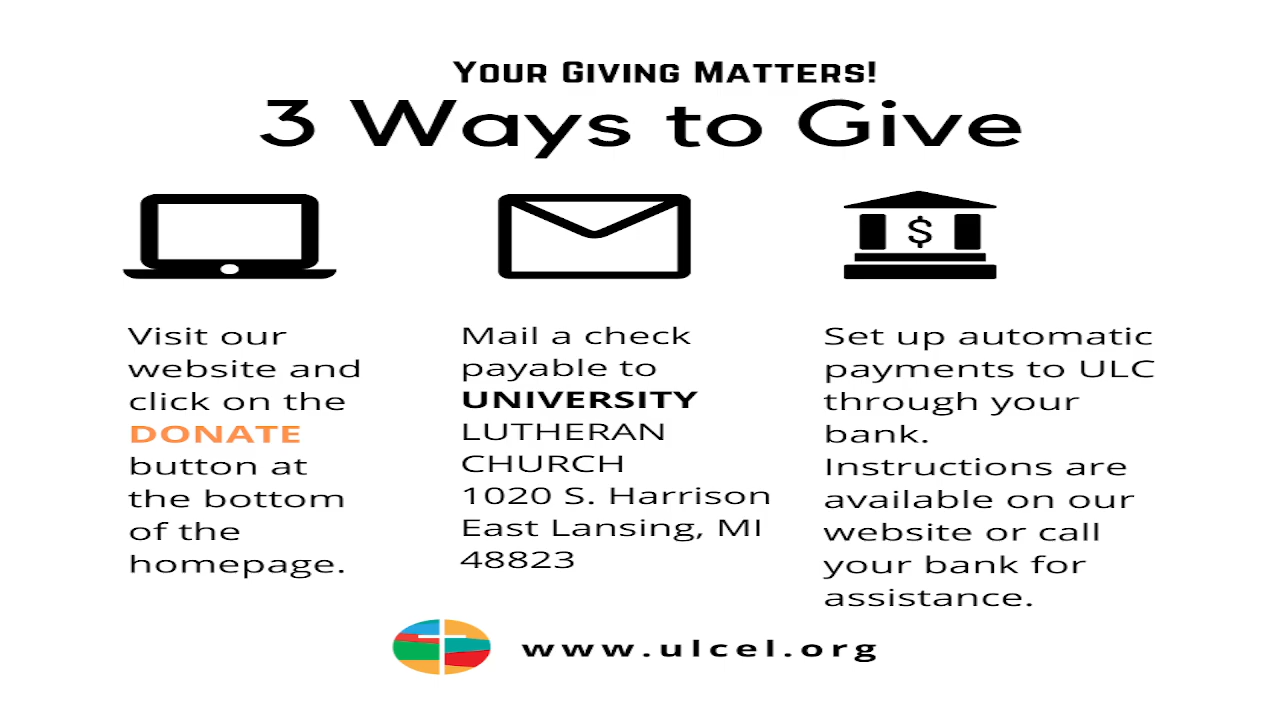 YOUR GIVING MATTERS!
3 Ways to Give
$
Visit our
website and
click on the
DONATE
button at
the bottom
of the
homepage.
Mail a check
payable to
UNIVERSITY
LUTHERAN
CHURCH
1020 S. Harrison
East Lansing, MI
48823
Set up automatic
payments to ULC
through your
bank.
Instructions are
available on our
website or call
your bank for
assistance.
www.ulcel.org